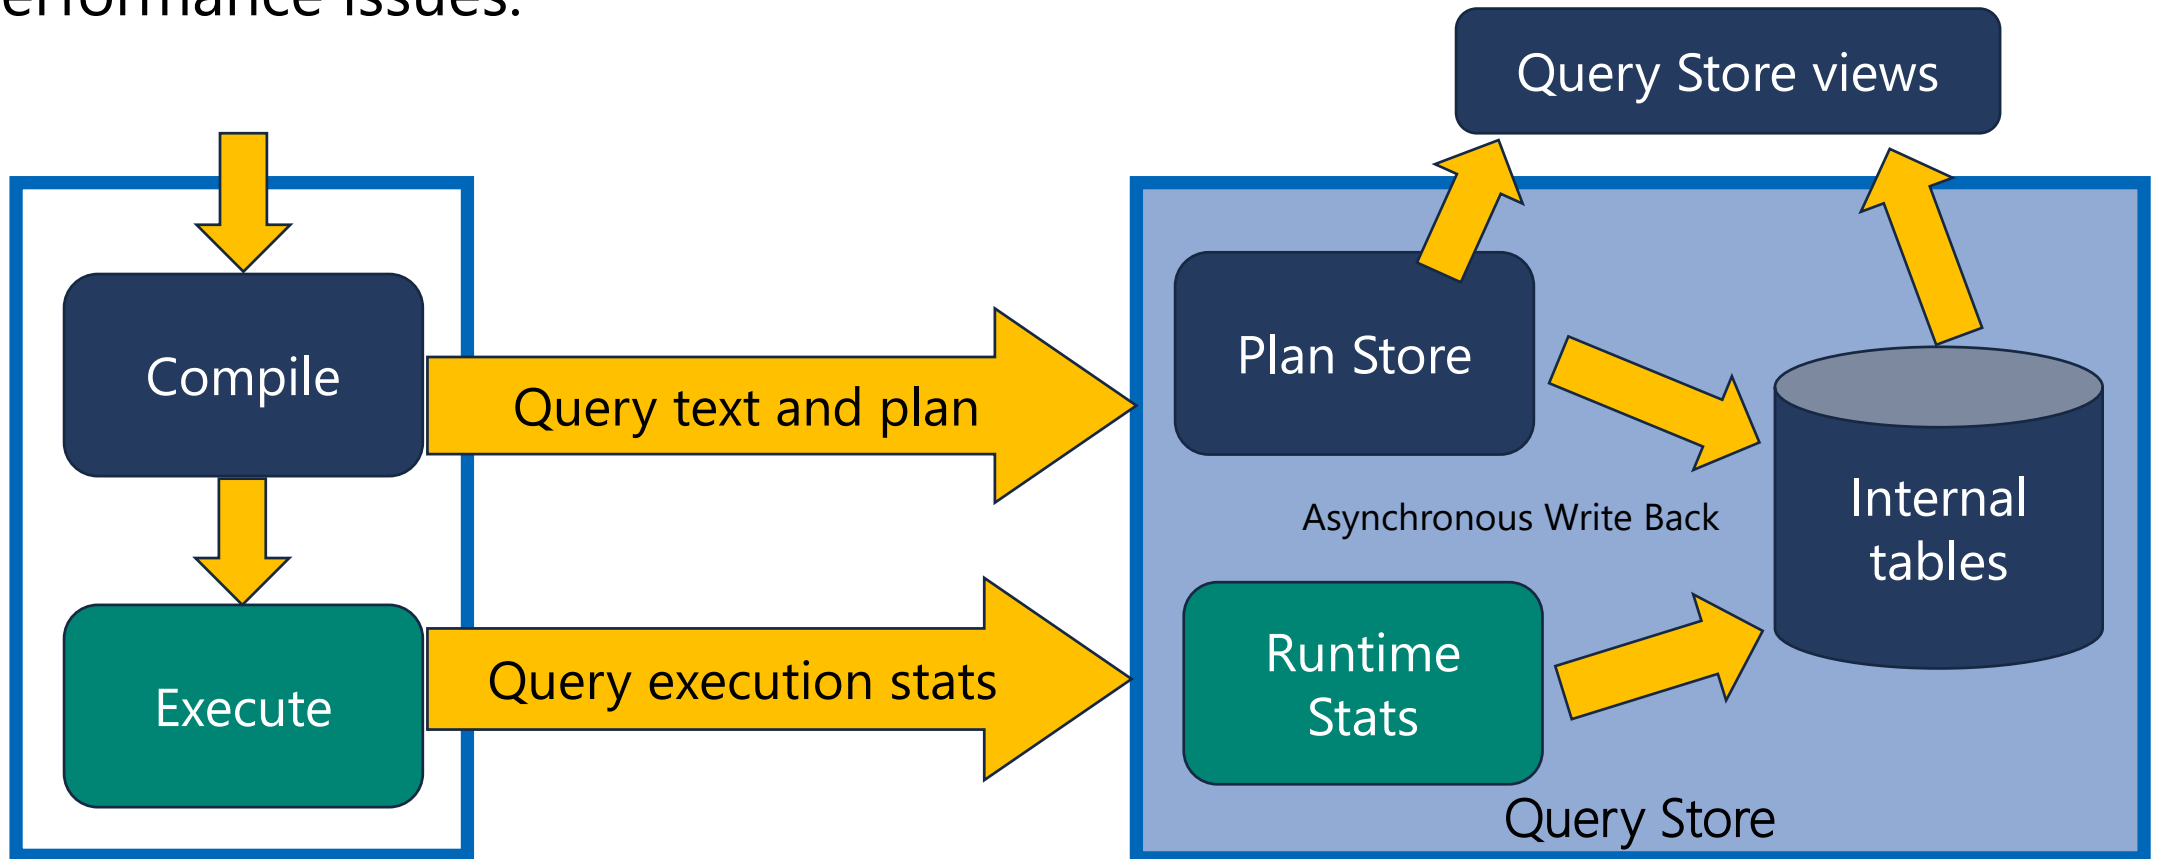 Query Store views
Compile
Query text and plan
Plan Store
Asynchronous Write Back
Internal
tables
Execute
Query execution stats
Runtime
Stats
Query Store